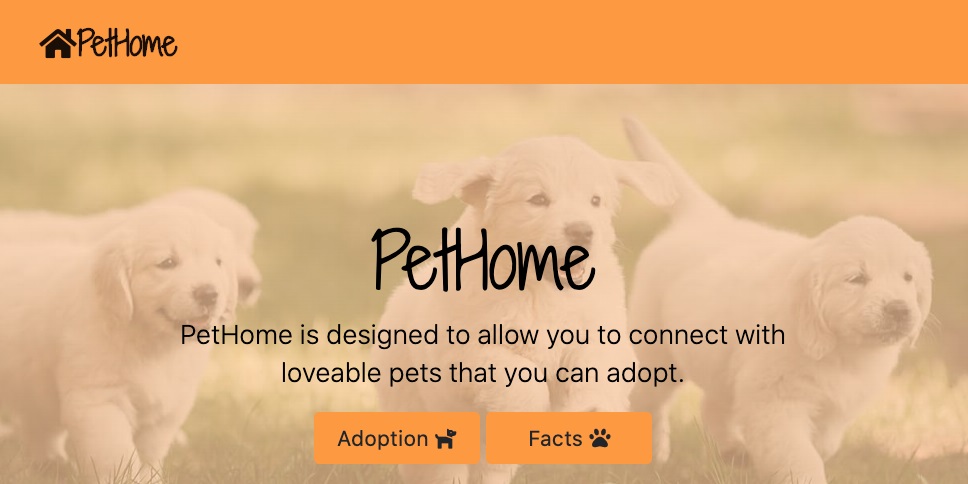 PetHome
PetHome
PetHome is designed to allow you to connect with
loveable pets that you can adopt.
Adoption
Facts